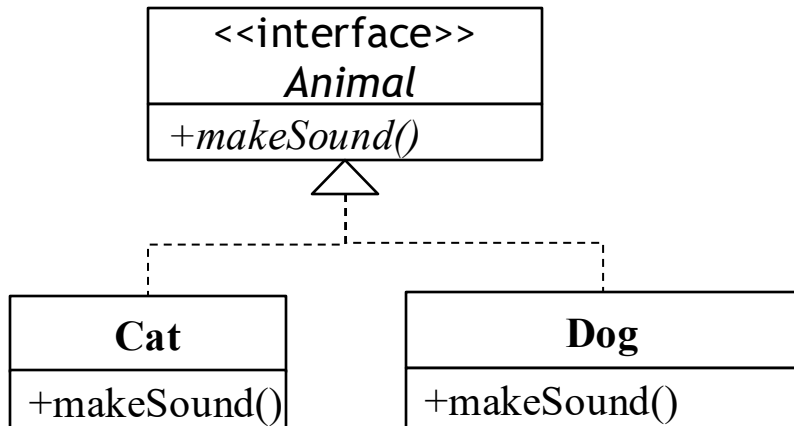 <<interface>>
Animal
+makeSound()
Cat
Dog
+makeSound()
+makeSound()